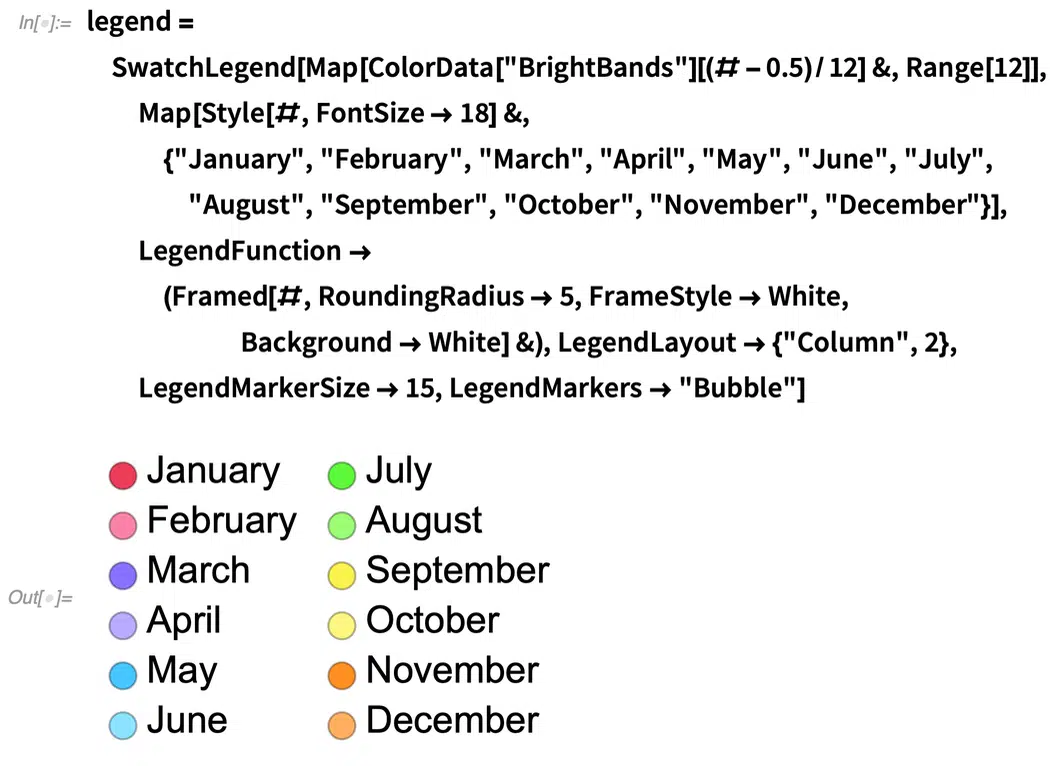 In[•]:= legend =
SwatchLegend[Map[ColorData["BrightBands"][(# - 0.5) / 12] &, Range[12]],
Map[Style[#, FontSize → 18] &,
{"January", "February", "March", "April", "May", "June", "July",
"August", "September", "October", "November", "December"}],
LegendFunction →
(Framed[#, RoundingRadius → 5, FrameStyle → White,
Background → White] &), LegendLayout → {"Column", 2},
LegendMarkerSize → 15, LegendMarkers → "Bubble"]
Out[•]=
January July
February August
March September
April October
May November
June December